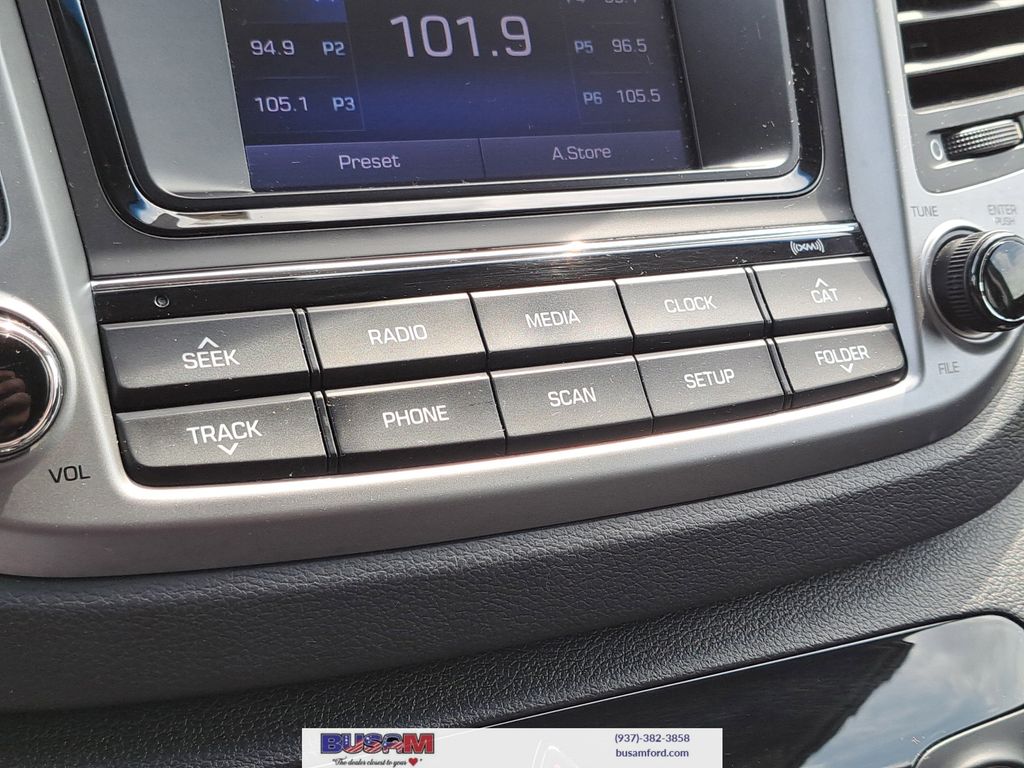 101.9
94.9 P2
P5 96.5
105.1 P3
P6 105.5
Preset
A.Store
TUNE
ENTER
PUSH
((XM))
SEEK
RADIO
MEDIA
CLOCK
CAT
TRACK
PHONE
SCAN
SETUP
FOLDER
FILE
VOL
BUSAM
"The dealer closest to your ❤"
(937)-382-3858
busamford.com